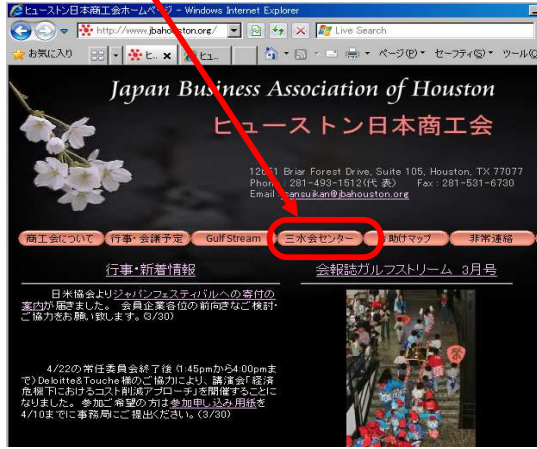 ヒューストン日本商工会ホームページ - Windows Internet Explorer
http://www.jbahouston.org/
Live Search
お気に入り
ヒ...
ヒュ...
ページ(P)
セーフティ(S)
ツール(O)
Japan Business Association of Houston
ヒューストン日本商工会
12651 Briar Forest Drive, Suite 105, Houston, TX 77077
Phone : 281-493-1512(代 表) Fax : 281-531-6730
Email : sansuikan@jbahouston.org
商工会について
行事・会議予定
Gulf Stream
三水会センター
助けマップ
非常連絡
行事・新着情報
会報誌ガルフストリーム 3月号
日米協会よりジャパンフェスティバルへの寄付の
案内が届きました。 会員企業各位の前向きなご検討・
ご協力をお願い致します。(3/30)
4/22の常任委員会終了後(1:45pmから4:00pmま
で)Deloitte&Touche様のご協力により、講演会「経済
危機下におけるコスト削減アプローチ」を開催することに
なりました。参加ご希望の方は参加申し込み用紙を
4/10までに事務局にご提出ください。(3/30)